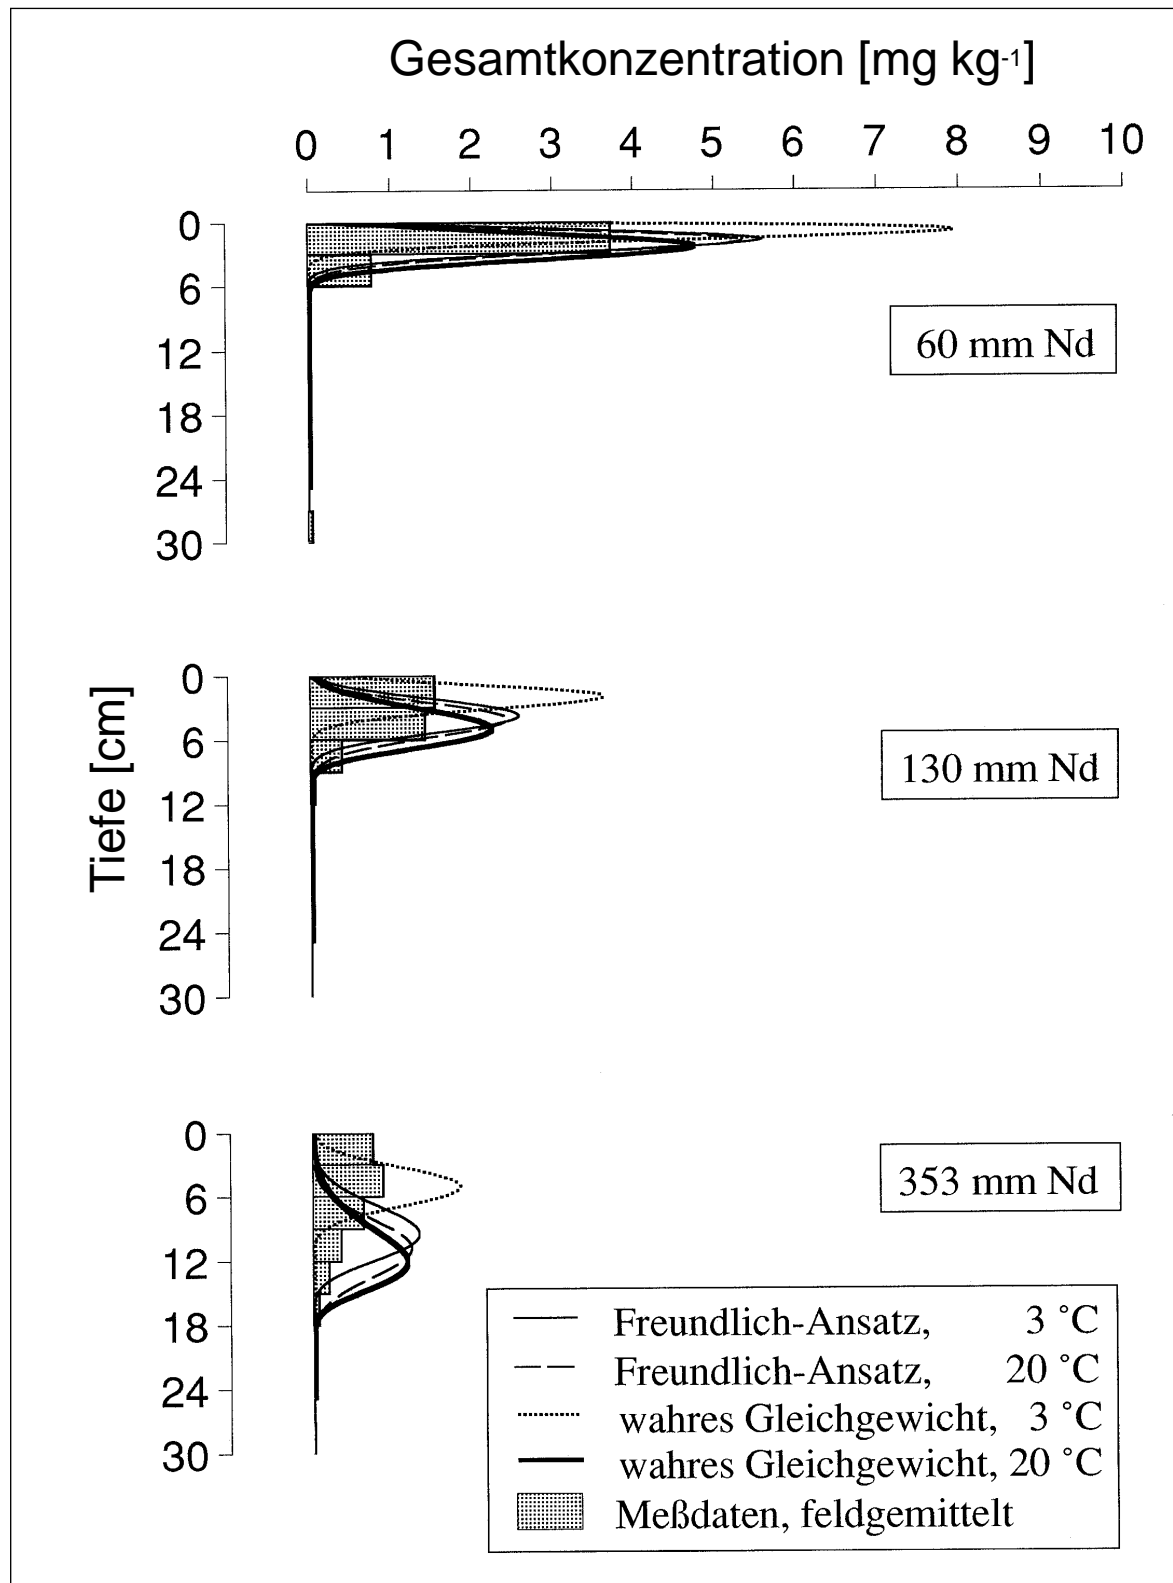 Gesamtkonzentration [mg kg-1]
0 1 2 3 4 5 6 7 8 9 10
0
6
12
18
24
30
60 mm Nd
Tiefe [cm]
0
6
12
18
24
30
130 mm Nd
0
6
12
18
24
30
353 mm Nd
Freundlich-Ansatz, 3 °C
Freundlich-Ansatz, 20 °C
wahres Gleichgewicht, 3 °C
wahres Gleichgewicht, 20 °C
Meßdaten, feldgemittelt